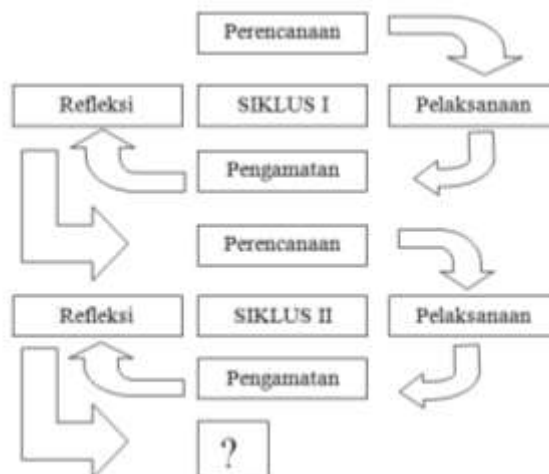 Perencanaan
Refleksi
SIKLUS I
Pelaksanaan
Pengamatan
Perencanaan
Refleksi
SIKLUS II
Pelaksanaan
Pengamatan
?